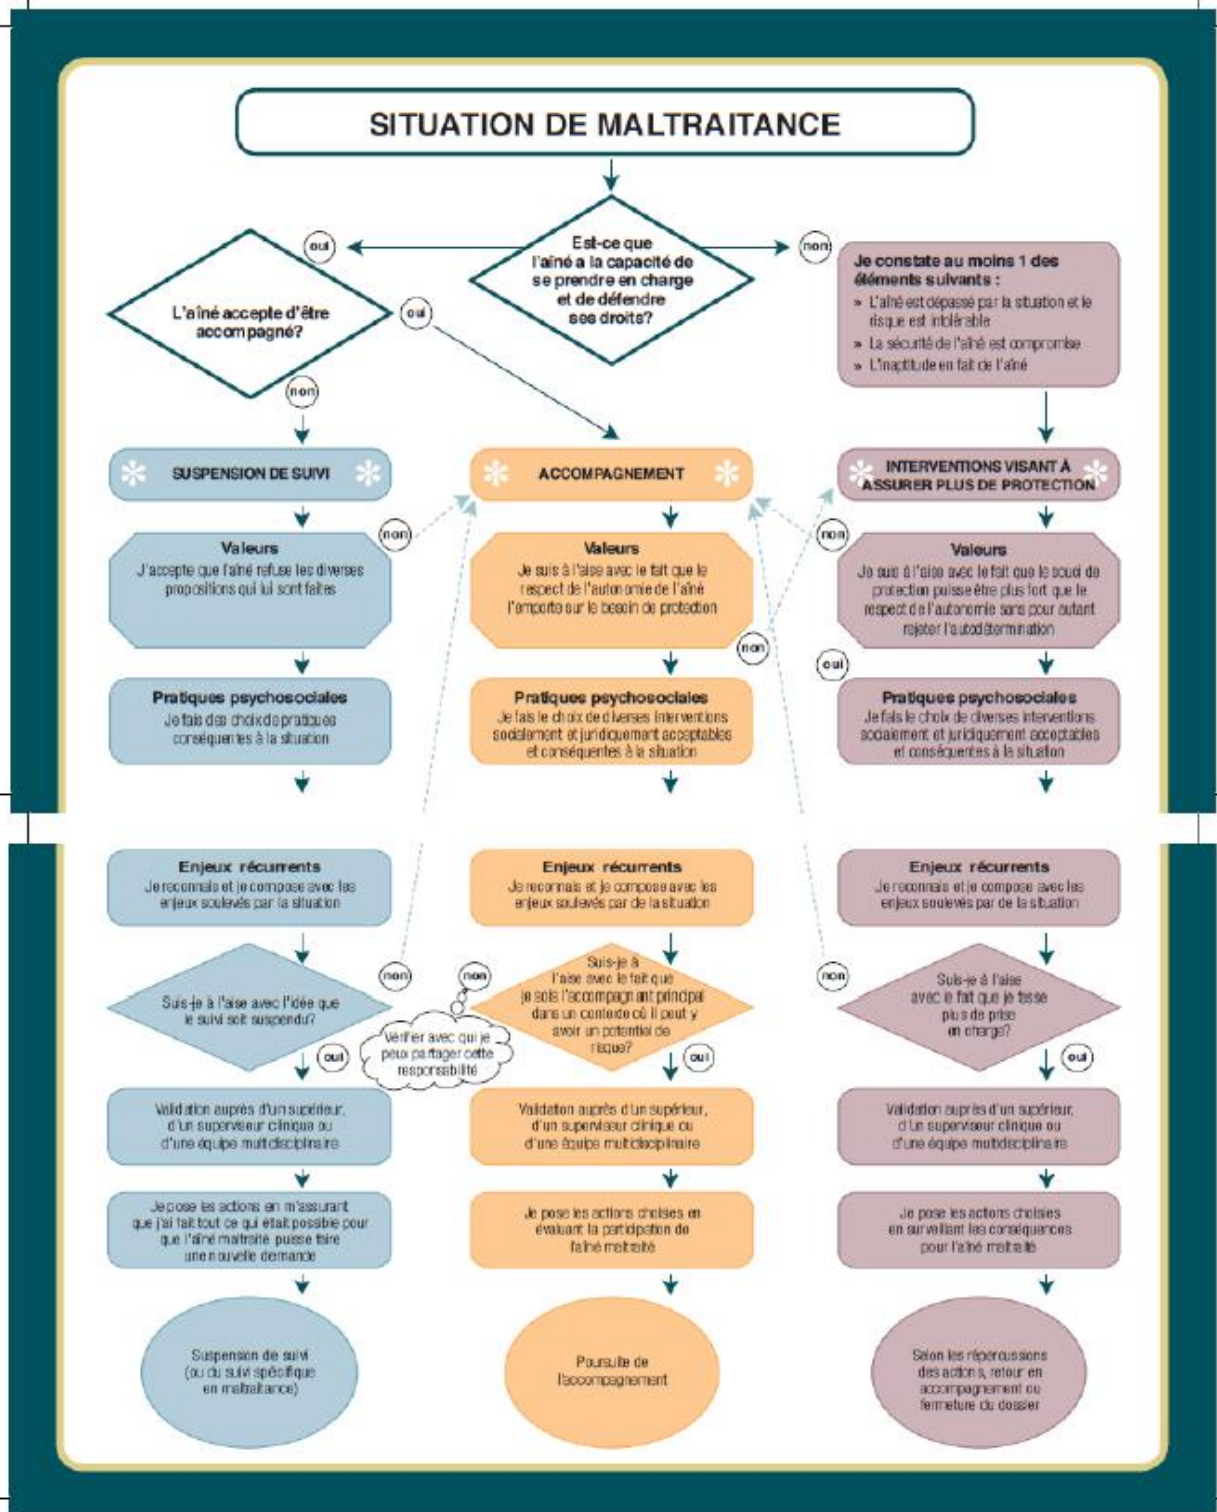 SITUATION DE MALTRAITANCE
Est-ce que
l'aîné a la capacité de
se prendre en charge
et de défendre
ses droits?
oui
non
L'aîné accepte d'être
accompagné?
oui
non
Je constate au moins 1 des
éléments suivants :
» L'aîné est dépassé par la situation et le
risque est intolérable
» La sécurité de l'aîné est compromise
» L'inaptitude en fait de l'aîné
SUSPENSION DE SUIVI
ACCOMPAGNEMENT
INTERVENTIONS VISANT À
ASSURER PLUS DE PROTECTION
non
non
Valeurs
J'accepte que l'aîné refuse les diverses
propositions qui lui sont faites
Valeurs
Je suis à l'aise avec le fait que le
respect de l'autonomie de l'aîné
l'emporte sur le besoin de protection
non
Valeurs
Je suis à l'aise avec le fait que le souci de
protection puisse être plus fort que le
respect de l'autonomie sans pour autant
rejeter l'autodétermination
oui
Pratiques psychosociales
Je fais des choix de pratiques
conséquentes à la situation
Pratiques psychosociales
Je fais le choix de diverses interventions
socialement et juridiquement acceptables
et conséquentes à la situation
Pratiques psychosociales
Je fais le choix de diverses interventions
socialement et juridiquement acceptables
et conséquentes à la situation
Enjeux récurrents
Je reconnais et je compose avec les
enjeux soulevés par la situation
Enjeux récurrents
Je reconnais et je compose avec les
enjeux soulevés par de la situation
Enjeux récurrents
Je reconnais et je compose avec les
enjeux soulevés par de la situation
Suis-je à l'aise avec l'idée que
le suivi soit suspendu?
non
oui
non
Vérifier avec qui je
peux partager cette
responsabilité
Suis-je à
l'aise avec le fait que
je sois l'accompagnant principal
dans un contexte où il peut y
avoir un potentiel de
risque?
oui
non
Suis-je à l'aise
avec le fait que je fasse
plus de prise
en charge?
oui
Validation auprès d'un supérieur,
d'un superviseur clinique ou
d'une équipe multidisciplinaire
Validation auprès d'un supérieur,
d'un superviseur clinique ou
d'une équipe multidisciplinaire
Validation auprès d'un supérieur,
d'un superviseur clinique ou
d'une équipe multidisciplinaire
Je pose les actions en m'assurant
que j'ai fait tout ce qui était possible pour
que l'aîné maltraité puisse faire
une nouvelle demande
Je pose les actions choisies en
évaluant la participation de
l'aîné maltraité
Je pose les actions choisies
en surveillant les conséquences
pour l'aîné maltraité
Suspension de suivi
(ou du suivi spécifique
en maltraitance)
Poursuite de
l'accompagnement
Selon les répercussions
des actions, retour en
accompagnement ou
fermeture du dossier